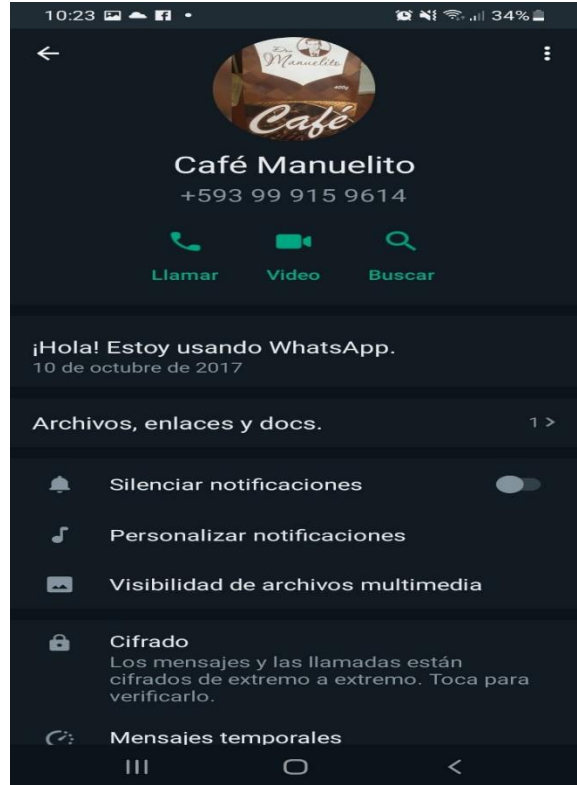 10:23
34%
Don
Manuelito
400g
Café
Café Manuelito
+593 99 915 9614
Llamar Video Buscar
¡Hola! Estoy usando WhatsApp.
10 de octubre de 2017
Archivos, enlaces y docs. 1 >
Silenciar notificaciones
Personalizar notificaciones
Visibilidad de archivos multimedia
Cifrado
Los mensajes y las llamadas están
cifrados de extremo a extremo. Toca para
verificarlo.
Mensajes temporales